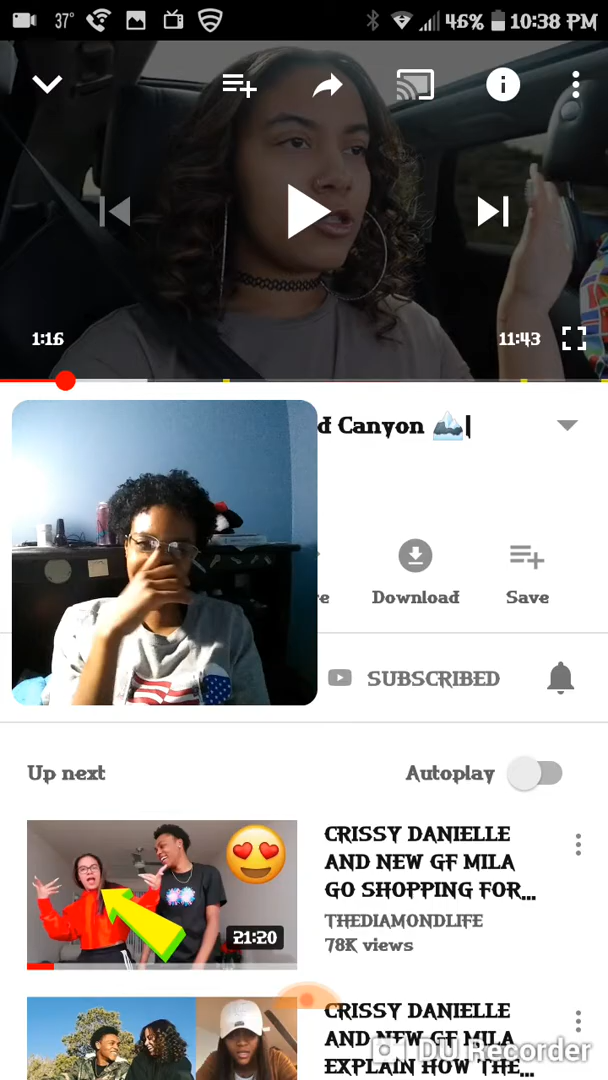 37° 46% 10:38 PM
1:16 11:43
d Canyon
Download Save
SUBSCRIBED
Up next Autoplay
CRISSY DANIELLE
AND NEW GF MILA
GO SHOPPING FOR...
THEDIAMONDLIFE
78K views
21:20
CRISSY DANIELLE
AND NEW GF MILA
EXPLAIN HOW THE...
DU Recorder